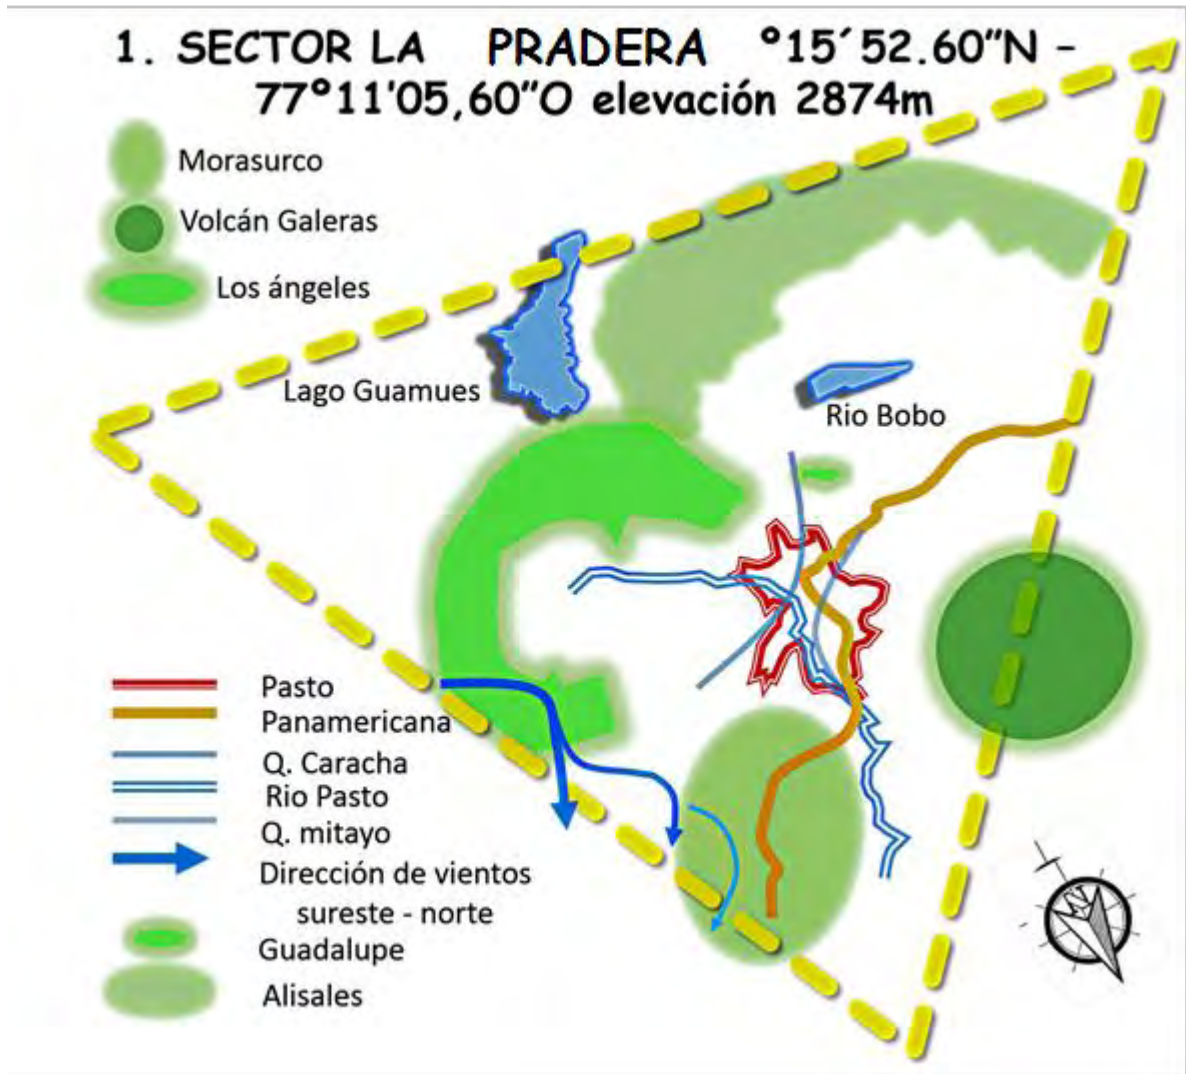 1. SECTOR LA PRADERA °15´52.60”N –
77°11'05,60”O elevación 2874m
Morasurco
Volcán Galeras
Los ángeles
Lago Guamues
Rio Bobo
Pasto
Panamericana
Q. Caracha
Rio Pasto
Q. mitayo
Dirección de vientos
sureste - norte
Guadalupe
Alisales